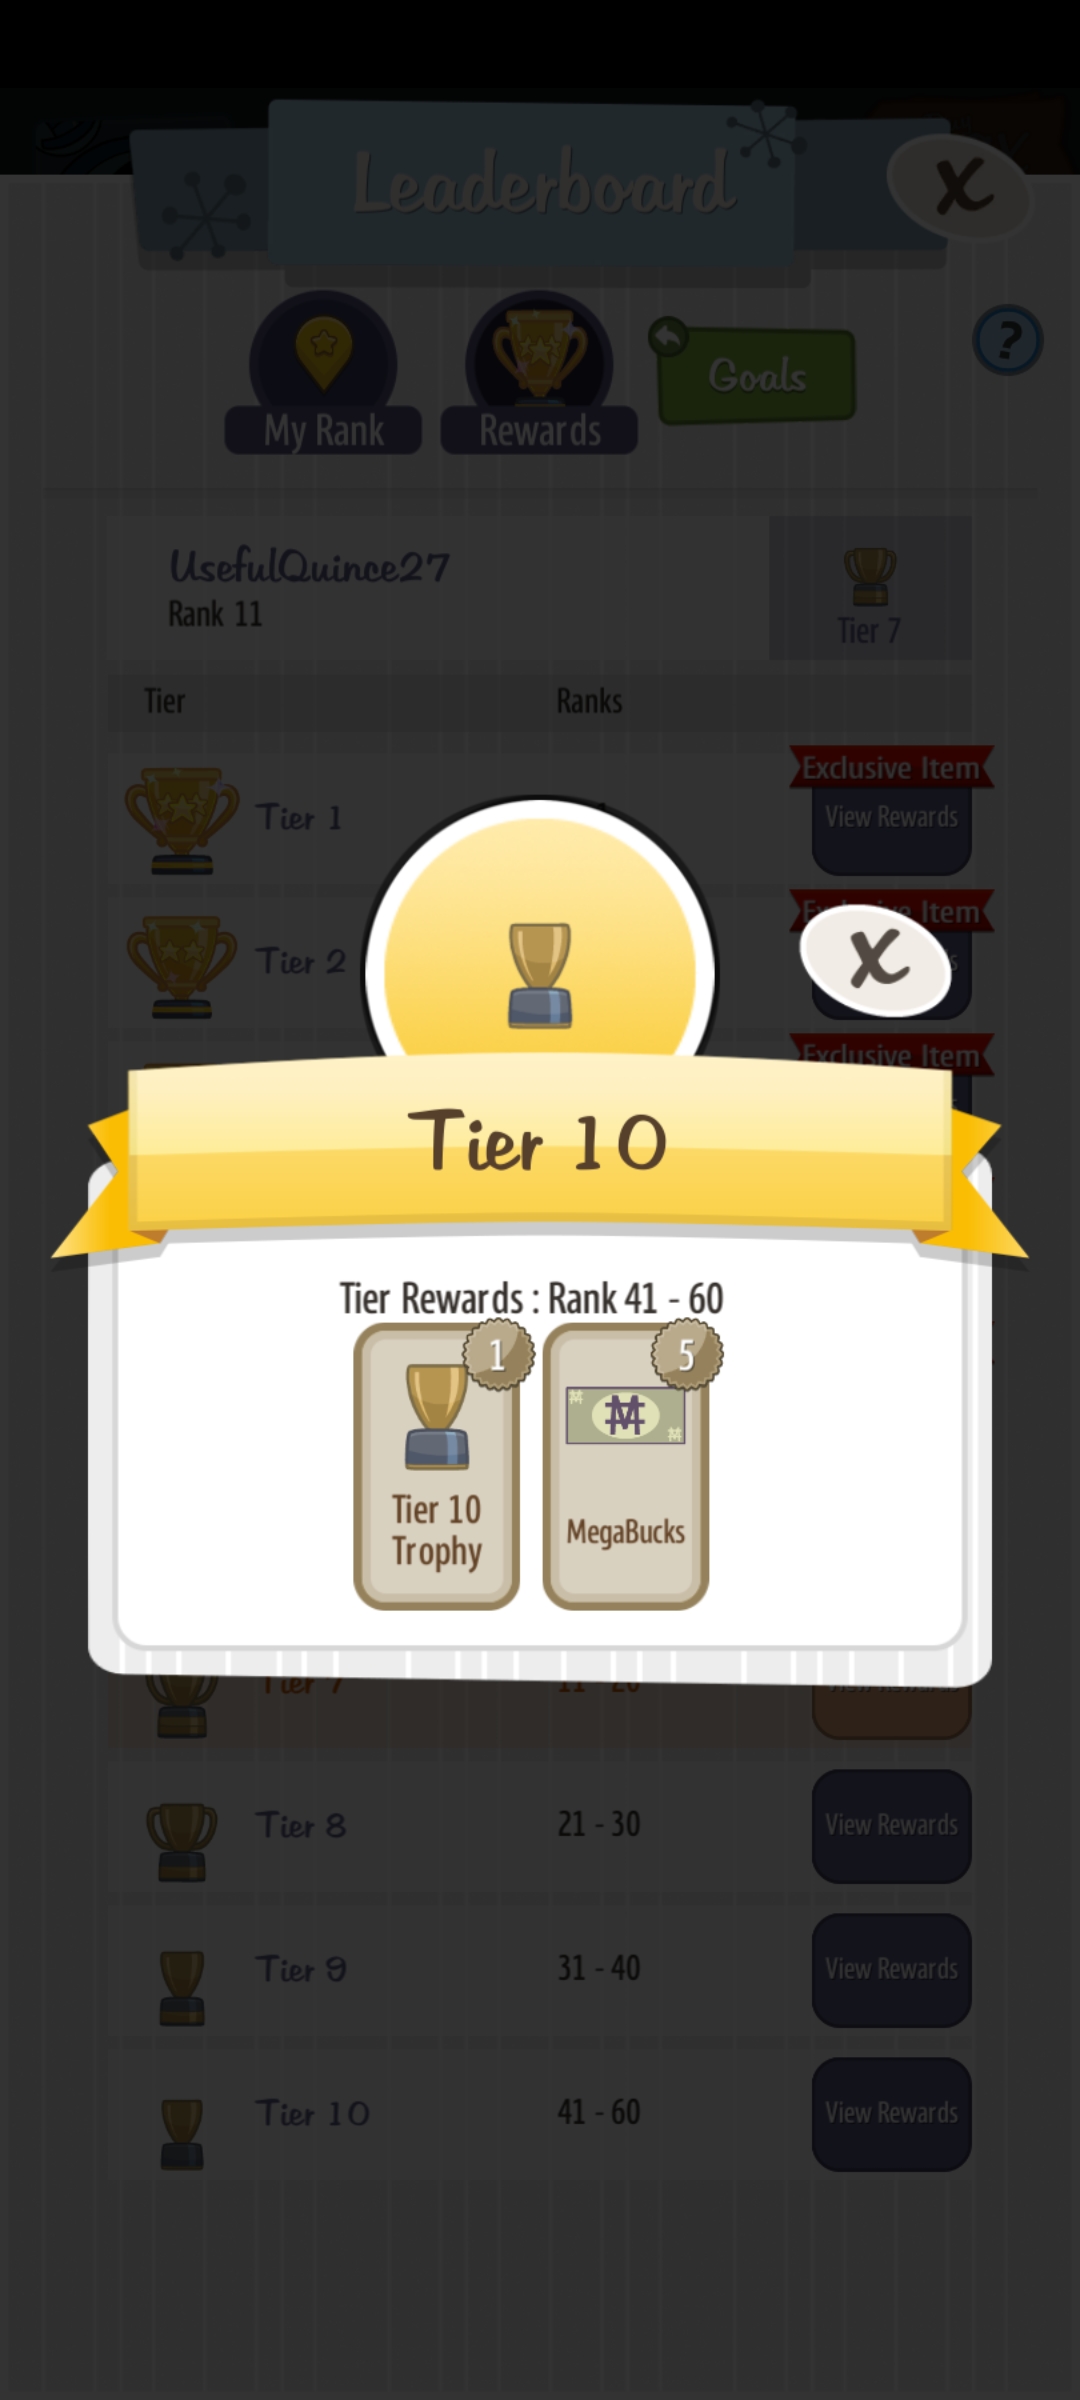 Leaderboard
X
My Rank
Rewards
Goals
?
UsefulQuince27
Rank 11
Tier 7
Tier
Ranks
Exclusive Item
Tier 1
View Rewards
Exclusive Item
Tier 2
X
Exclusive Item
Tier 10
Tier Rewards : Rank 41 - 60
1
5
Tier 10
Trophy
MegaBucks
Tier 7
11 - 20
View Rewards
Tier 8
21 - 30
View Rewards
Tier 9
31 - 40
View Rewards
Tier 10
41 - 60
View Rewards